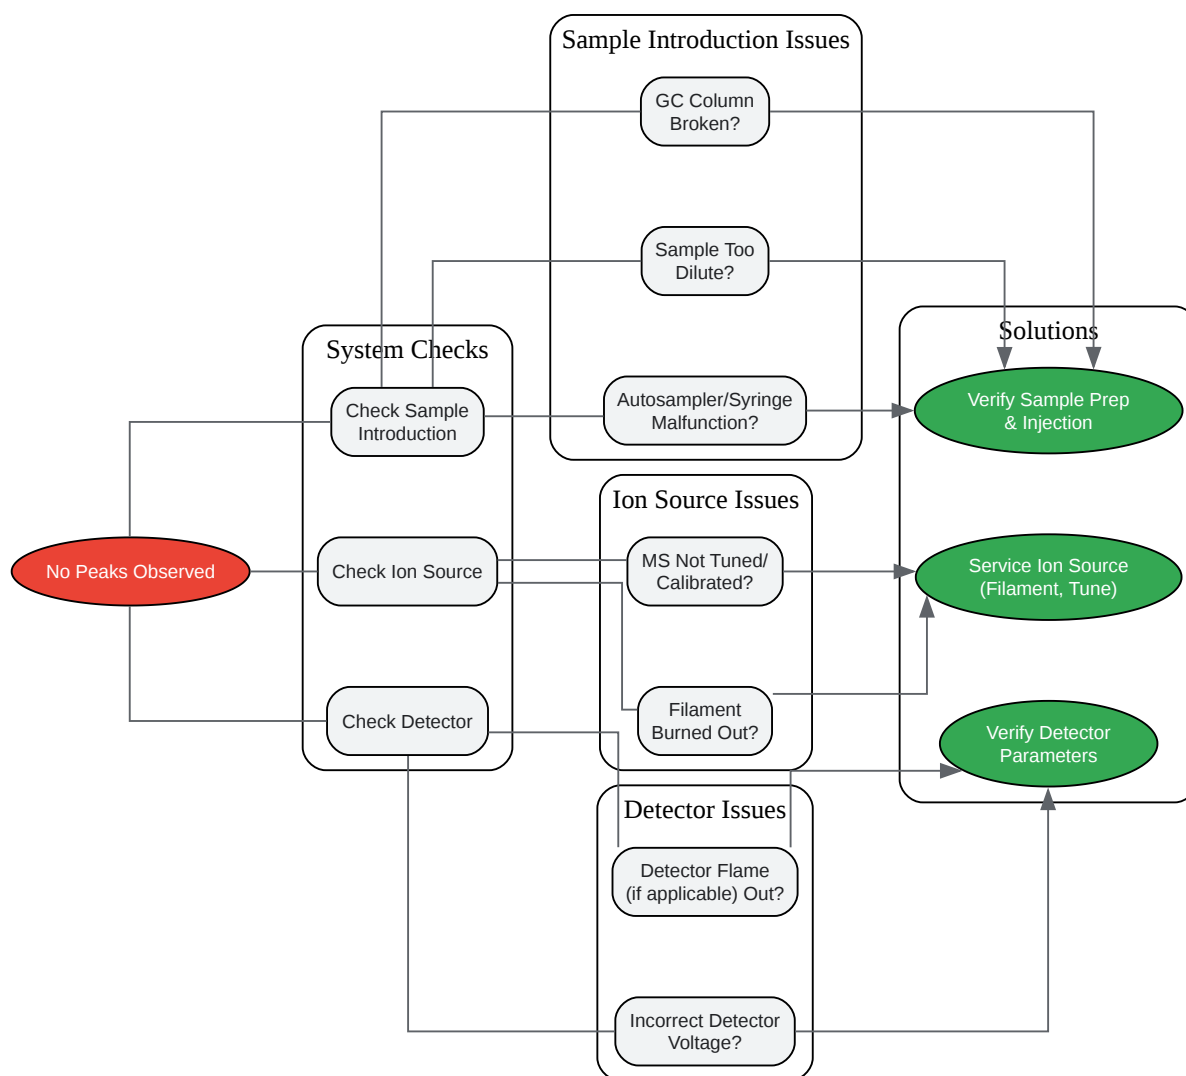 Sample Introduction Issues
GC Column
Broken?
Sample Too
Dilute?
Autosampler/Syringe
Malfunction?
System Checks
Check Sample
Introduction
Check Ion Source
Check Detector
No Peaks Observed
Ion Source Issues
MS Not Tuned/
Calibrated?
Filament
Burned Out?
Detector Issues
Detector Flame
(if applicable) Out?
Incorrect Detector
Voltage?
Solutions
Verify Sample Prep
& Injection
Service Ion Source
(Filament, Tune)
Verify Detector
Parameters